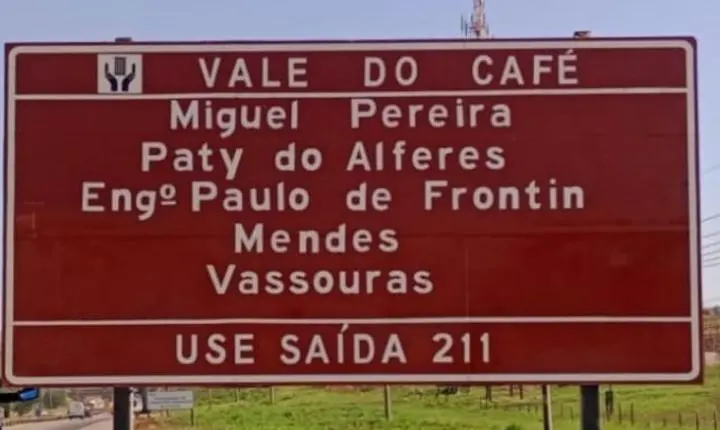 VALE DO CAFÉ
Miguel Pereira
Paty do Alferes
Engº Paulo de Frontin
Mendes
Vassouras
USE SAÍDA 211